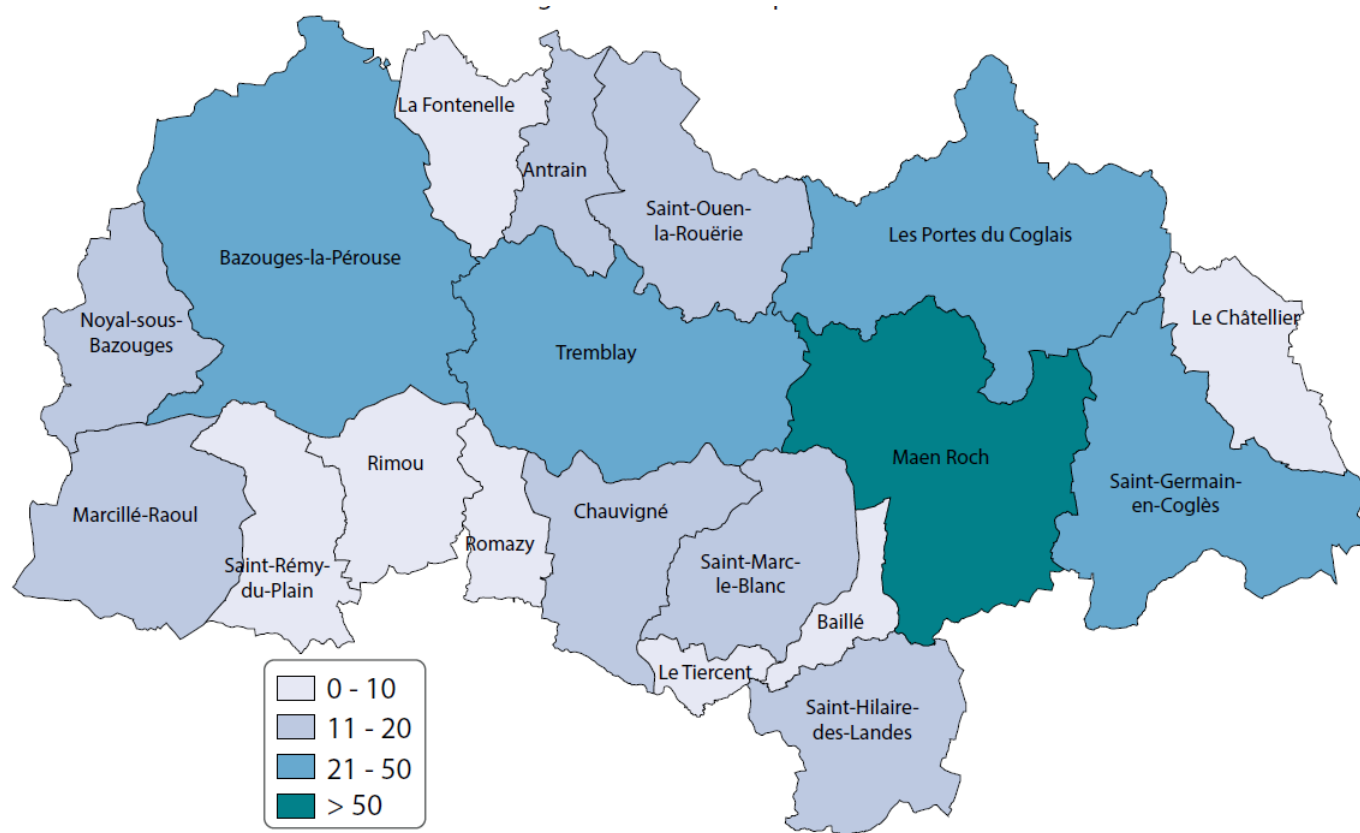 La Fontenelle
Antrain
Saint-Ouen-
la-Rouërie
Les Portes du Coglais
Bazouges-la-Pérouse
Noyal-sous-
Bazouges
Le Châtellier
Tremblay
Maen Roch
Rimou
Saint-Germain-
en-Coglès
Marcillé-Raoul
Chauvigné
Romazy
Saint-Rémy-
du-Plain
Saint-Marc-
le-Blanc
Baillé
Le Tiercent
Saint-Hilaire-
des-Landes
0 - 10
11 - 20
21 - 50
> 50